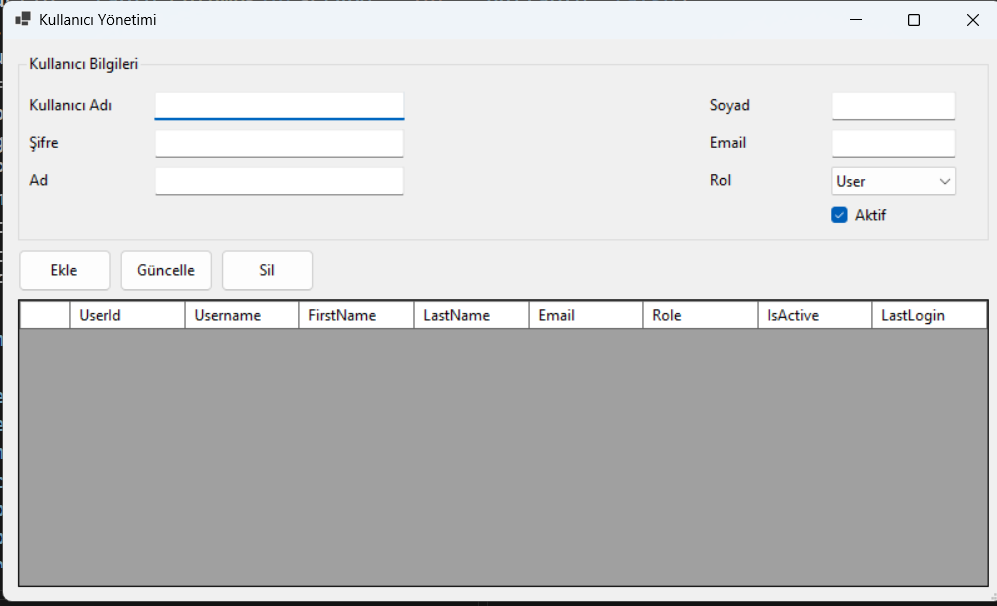 Kullanıcı Yönetimi
Kullanıcı Bilgileri
Kullanıcı Adı
Soyad
Şifre
Email
Ad
Rol
User
Aktif
Ekle
Güncelle
Sil
UserId Username FirstName LastName Email Role IsActive LastLogin